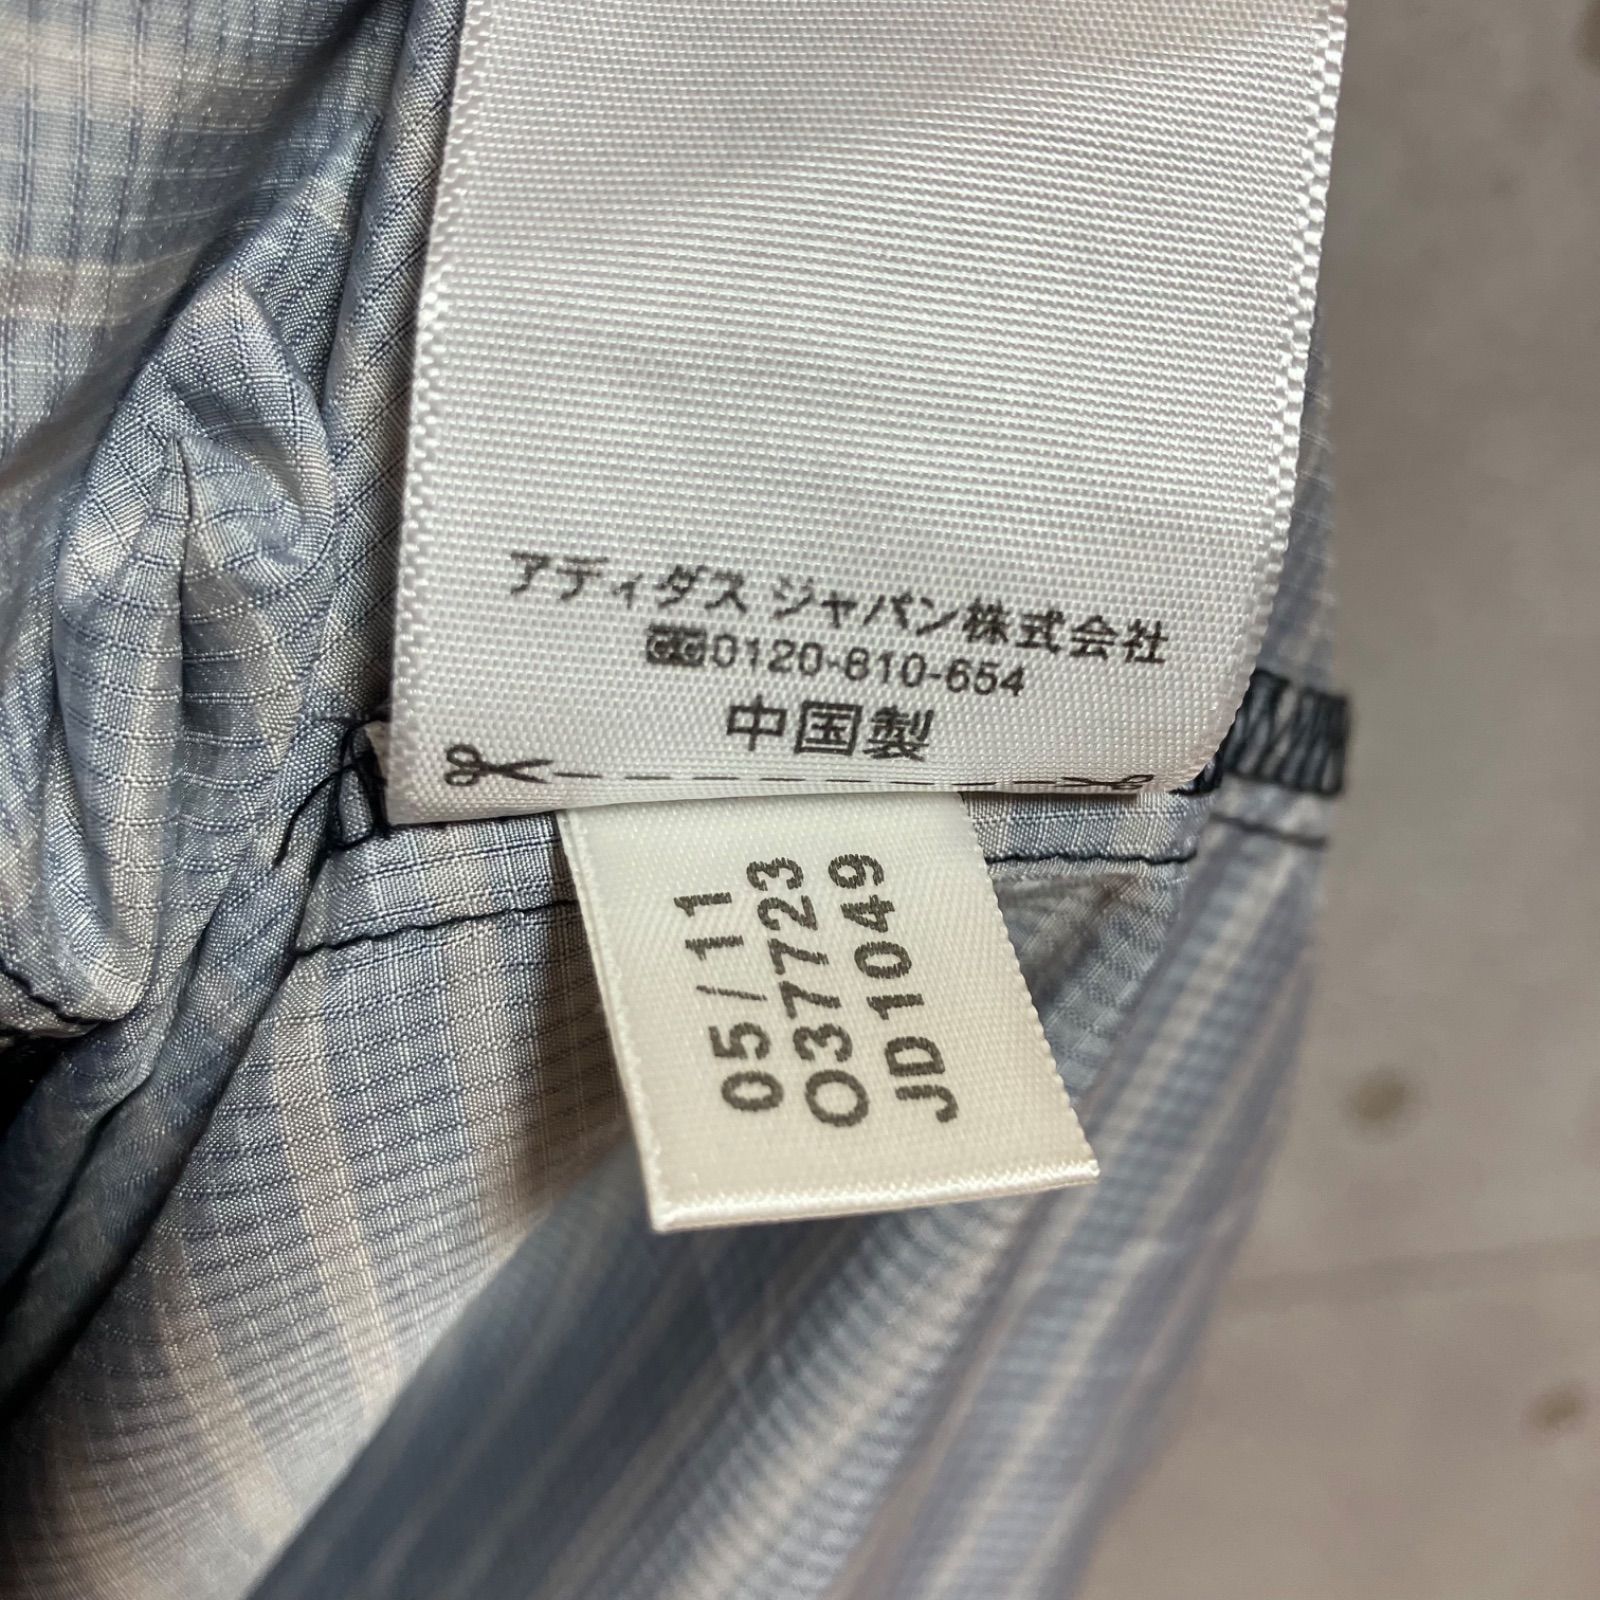 アディダス ジャパン株式会社
0120-810-654
中国製
05/11
O37723
JD1049